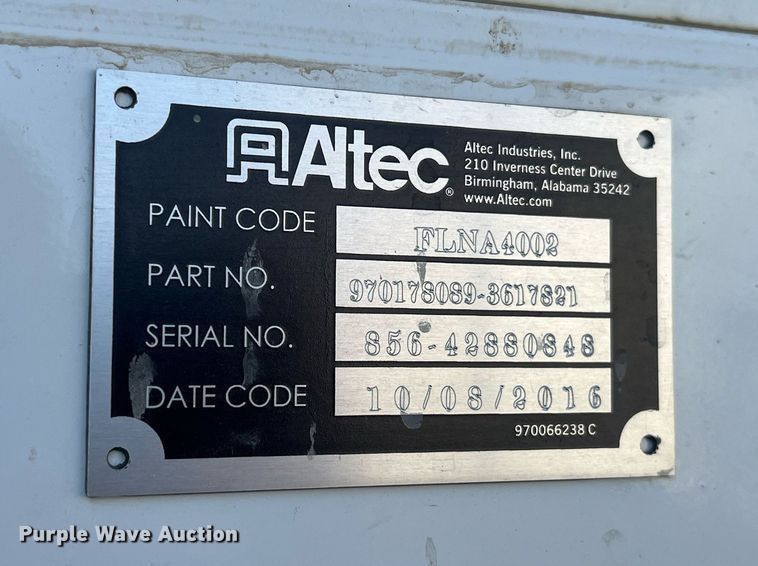 Altec®
Altec Industries, Inc.
210 Inverness Center Drive
Birmingham, Alabama 35242
www.Altec.com
PAINT CODE FLNA4002
PART NO. 970178089-3617821
SERIAL NO. 856-42880848
DATE CODE 10/08/2016
970066238 C
Purple Wave Auction